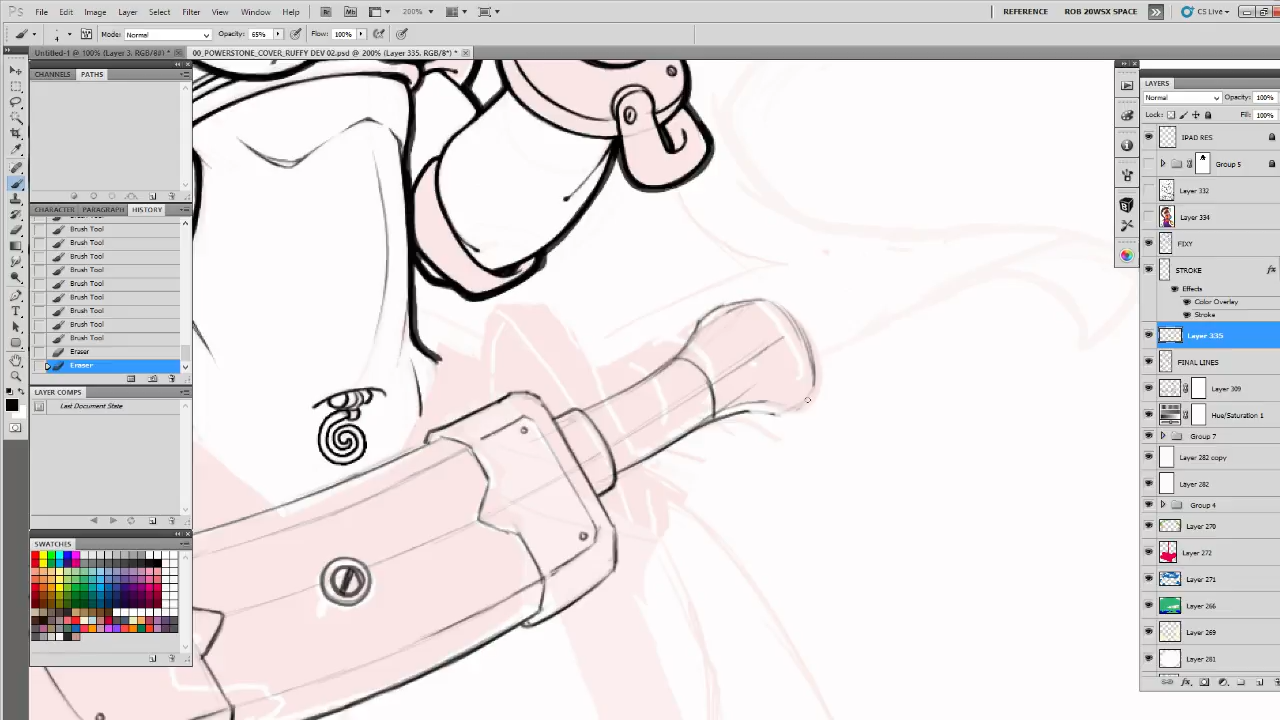 Ps File Edit Image Layer Select Filter View Window Help Br Mb 200% REFERENCE ROB 20WSX SPACE CS Live
4 Mode: Normal Opacity: 65% Flow: 100%
Untitled-1 @ 100% (Layer 3, RGB/8#) * 00_POWERSTONE_COVER_RUFFY DEV 02.psd @ 200% (Layer 335, RGB/8*) *
CHANNELS PATHS
CHARACTER PARAGRAPH HISTORY
Brush Tool
Brush Tool
Brush Tool
Brush Tool
Brush Tool
Brush Tool
Brush Tool
Brush Tool
Brush Tool
Eraser
Eraser
LAYER COMPS
Last Document State
SWATCHES
LAYERS
Normal Opacity: 100%
Lock: Fill: 100%
IPAD RES
Group 5
Layer 332
Layer 334
FIXY
STROKE fx
Effects
Color Overlay
Stroke
Layer 335
FINAL LINES
Layer 309
Hue/Saturation 1
Group 7
Layer 282 copy
Layer 282
Group 4
Layer 270
Layer 272
Layer 271
Layer 266
Layer 269
Layer 281